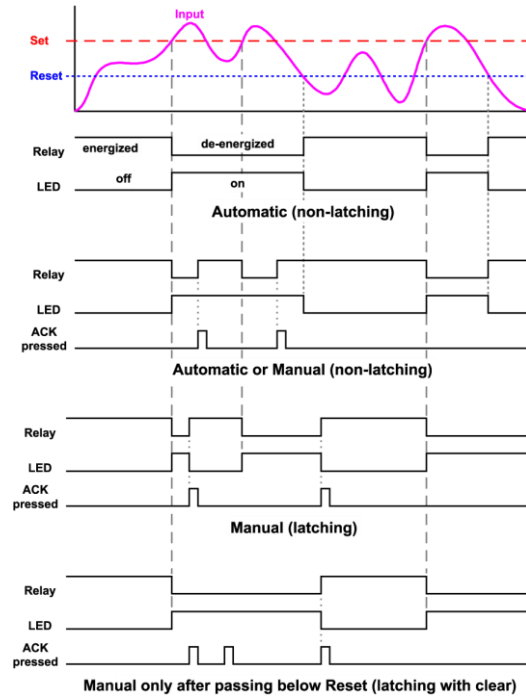 Input
Set
Reset
energized
de-energized
Relay
off
on
LED
Automatic (non-latching)
Relay
LED
ACK
pressed
Automatic or Manual (non-latching)
Relay
LED
ACK
pressed
Manual (latching)
Relay
LED
ACK
pressed
Manual only after passing below Reset (latching with clear)